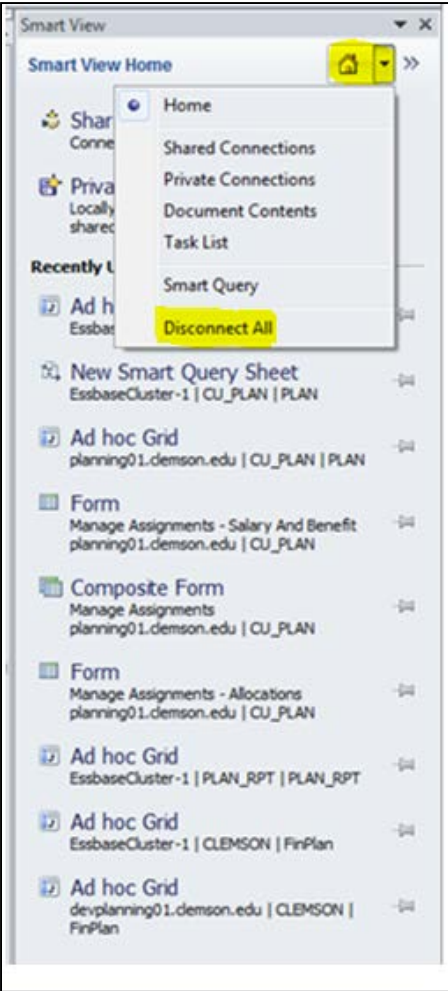 Smart View
Smart View Home
Home
Shared Connections
Private Connections
Document Contents
Task List
Smart Query
Disconnect All
Shar
Conne
Priva
Locally
shared
Recently U
Ad h
Essbas
New Smart Query Sheet
EssbaseCluster-1 | CU_PLAN | PLAN
Ad hoc Grid
planning01.clemson.edu | CU_PLAN | PLAN
Form
Manage Assignments - Salary And Benefit
planning01.clemson.edu | CU_PLAN
Composite Form
Manage Assignments
planning01.clemson.edu | CU_PLAN
Form
Manage Assignments - Allocations
planning01.clemson.edu | CU_PLAN
Ad hoc Grid
EssbaseCluster-1 | PLAN_RPT | PLAN_RPT
Ad hoc Grid
EssbaseCluster-1 | CLEMSON | FinPlan
Ad hoc Grid
devplanning01.clemson.edu | CLEMSON |
FinPlan